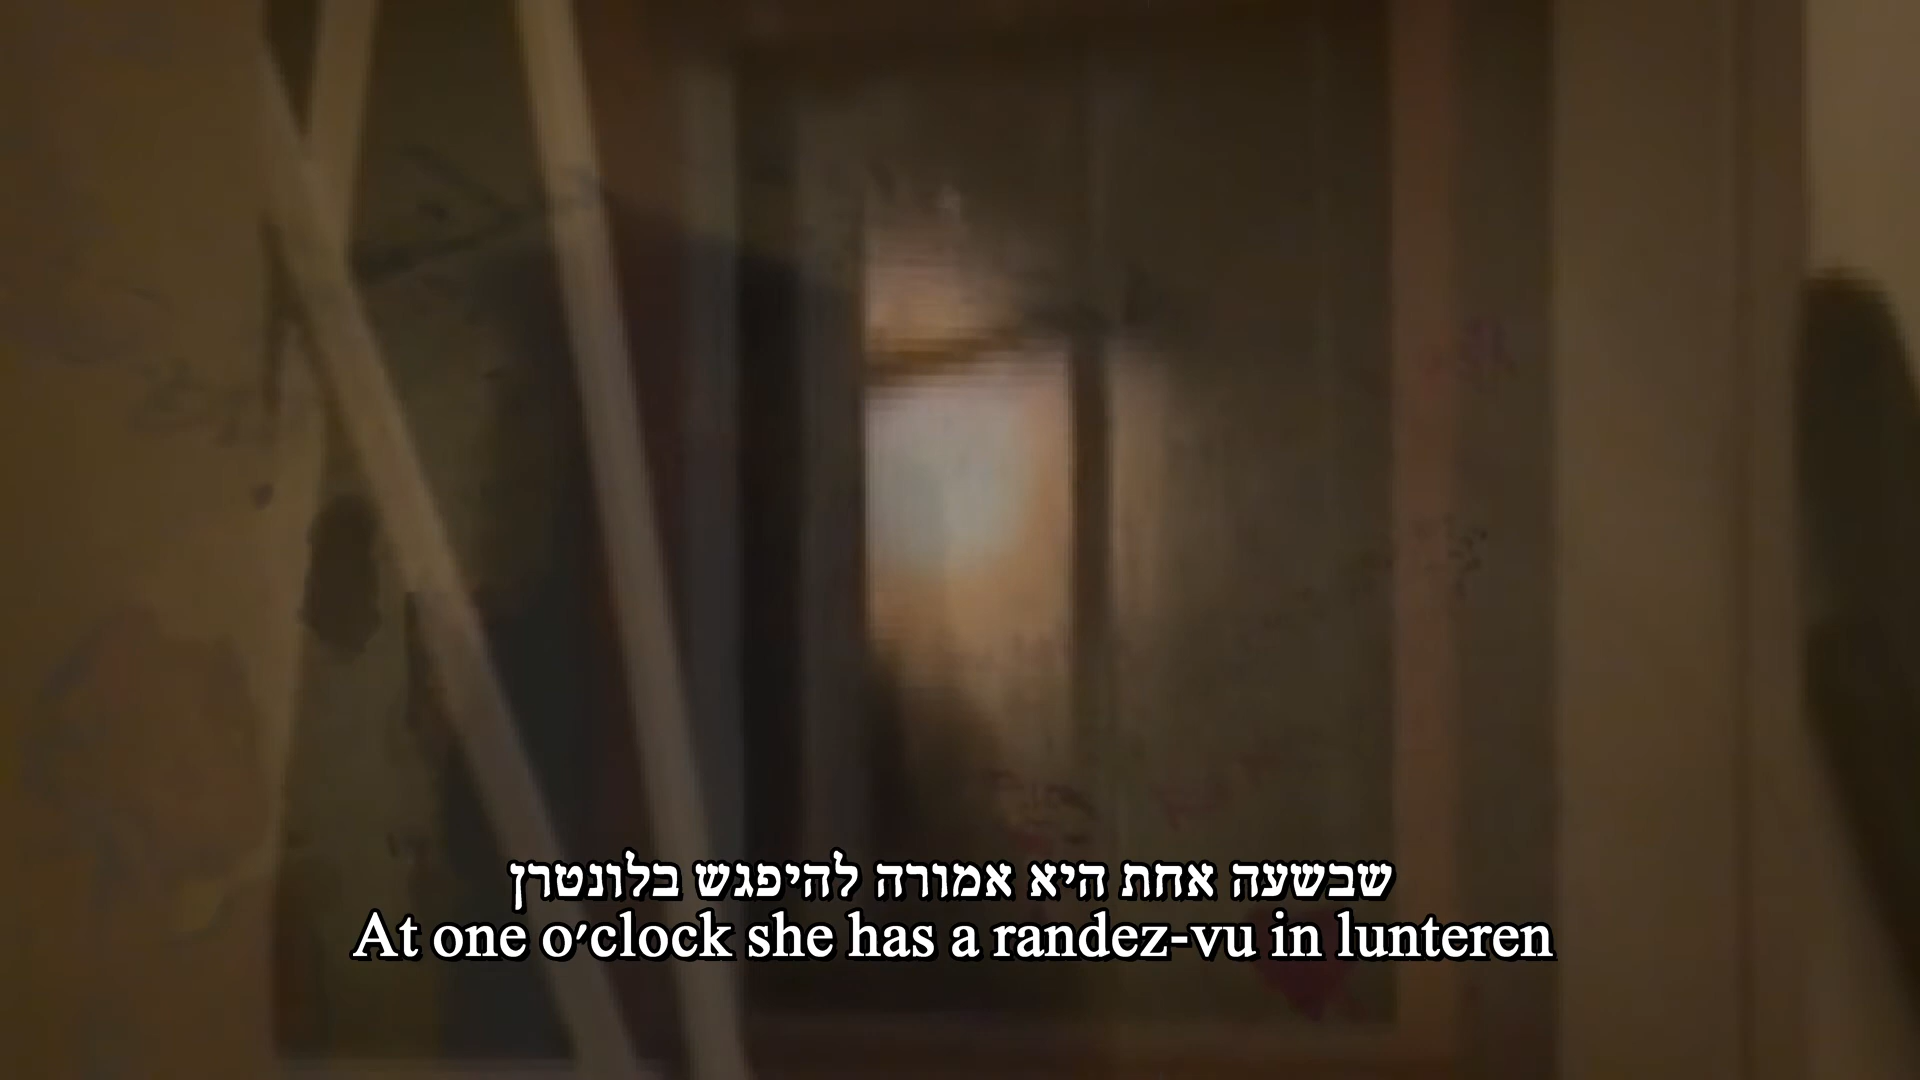 שבשעה אחת היא אמורה להיפגש בלונטרן
At one o׳clock she has a randez-vu in lunteren